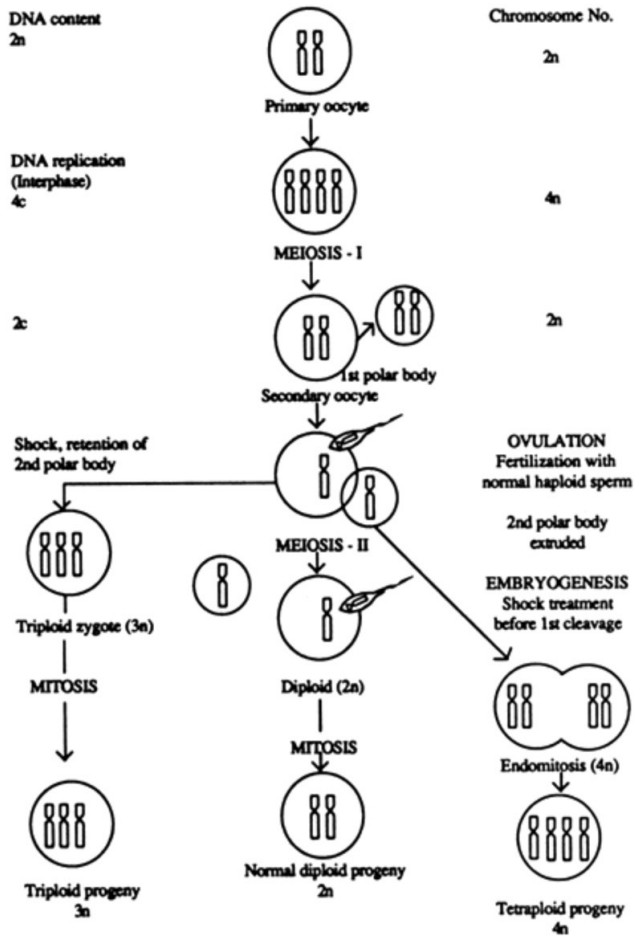 DNA content
2n
Chromosome No.
2n
Primary oocyte
DNA replication
(Interphase)
4c
4n
MEIOSIS - I
2c
2n
1st polar body
Secondary oocyte
Shock, retention of
2nd polar body
OVULATION
Fertilization with
normal haploid sperm
2nd polar body
extruded
MEIOSIS - II
EMBRYOGENESIS
Shock treatment
before 1st cleavage
Triploid zygote (3n)
MITOSIS
Diploid (2n)
MITOSIS
Endomitosis (4n)
Triploid progeny
3n
Normal diploid progeny
2n
Tetraploid progeny
4n